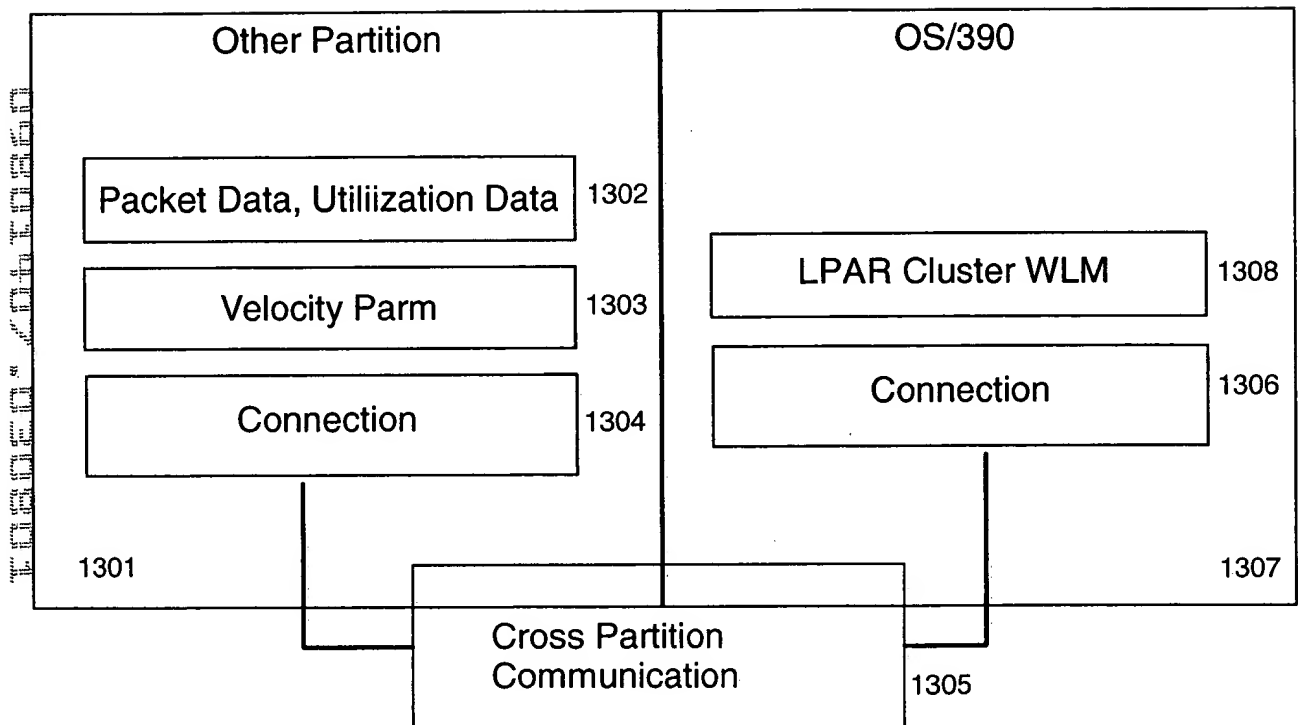 Other Partition
OS/390
Packet Data, Utiliization Data
1302
Velocity Parm
1303
LPAR Cluster WLM
1308
Connection
1304
Connection
1306
1301
1307
Cross Partition
Communication
1305